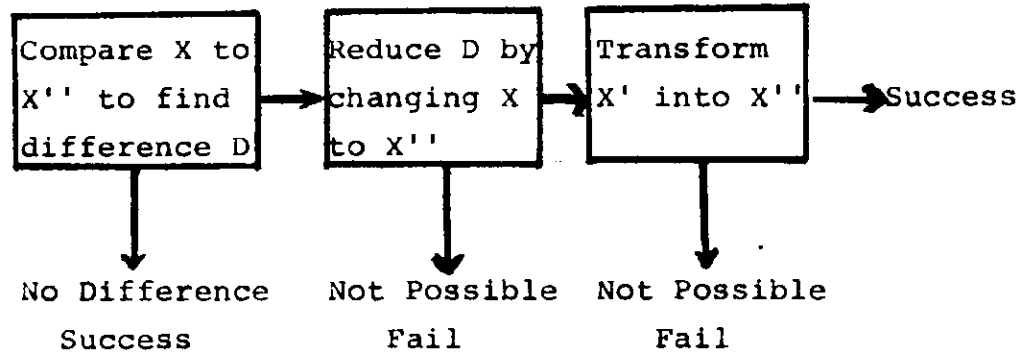 Compare X to
X'' to find
difference D
Reduce D by
changing X
to X''
Transform
X' into X''
Success
No Difference
Success
Not Possible
Fail
Not Possible
Fail